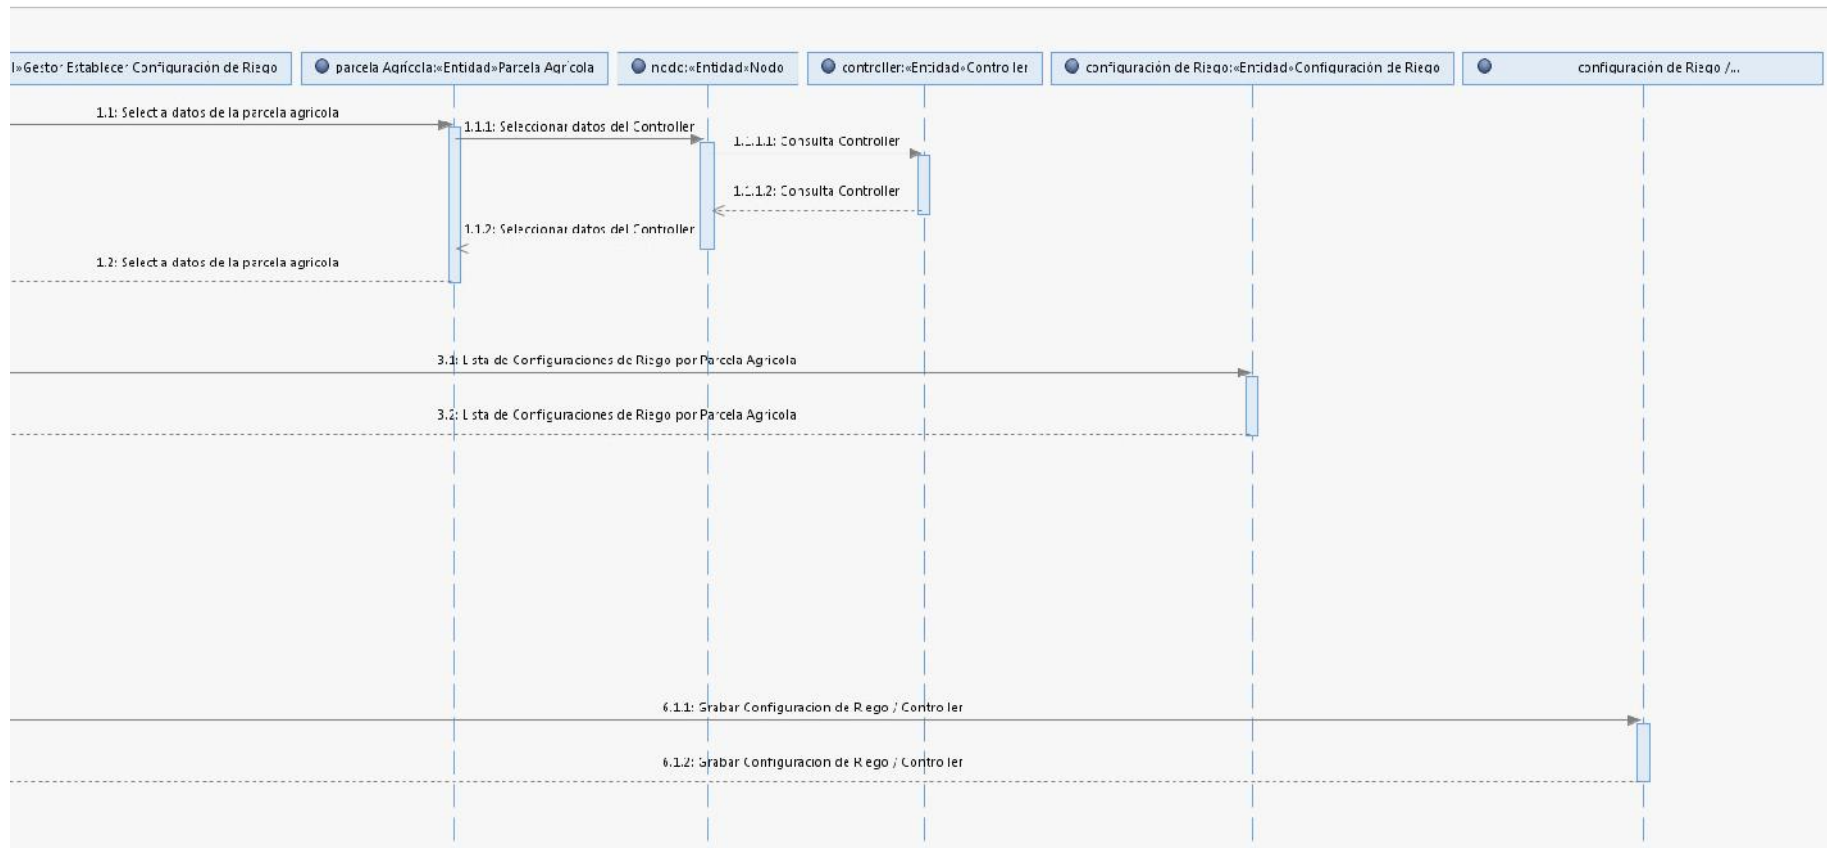 l»Gestor Establecer Configuración de Riego
parcela Agrícola:«Entidad»Parcela Agrícola
nodo:«Entidad»Nodo
controller:«Entidad»Controller
configuración de Riego:«Entidad»Configuración de Riego
configuración de Riego /...
1.1: Select a datos de la parcela agricola
1.1.1: Seleccionar datos del Controller
1.1.1.1: Consulta Controller
1.1.1.2: Consulta Controller
1.1.2: Seleccionar datos del Controller
1.2: Select a datos de la parcela agricola
3.1: Lista de Configuraciones de Riego por Parcela Agricola
3.2: Lista de Configuraciones de Riego por Parcela Agricola
6.1.1: Grabar Configuracion de Riego / Controller
6.1.2: Grabar Configuracion de Riego / Controller